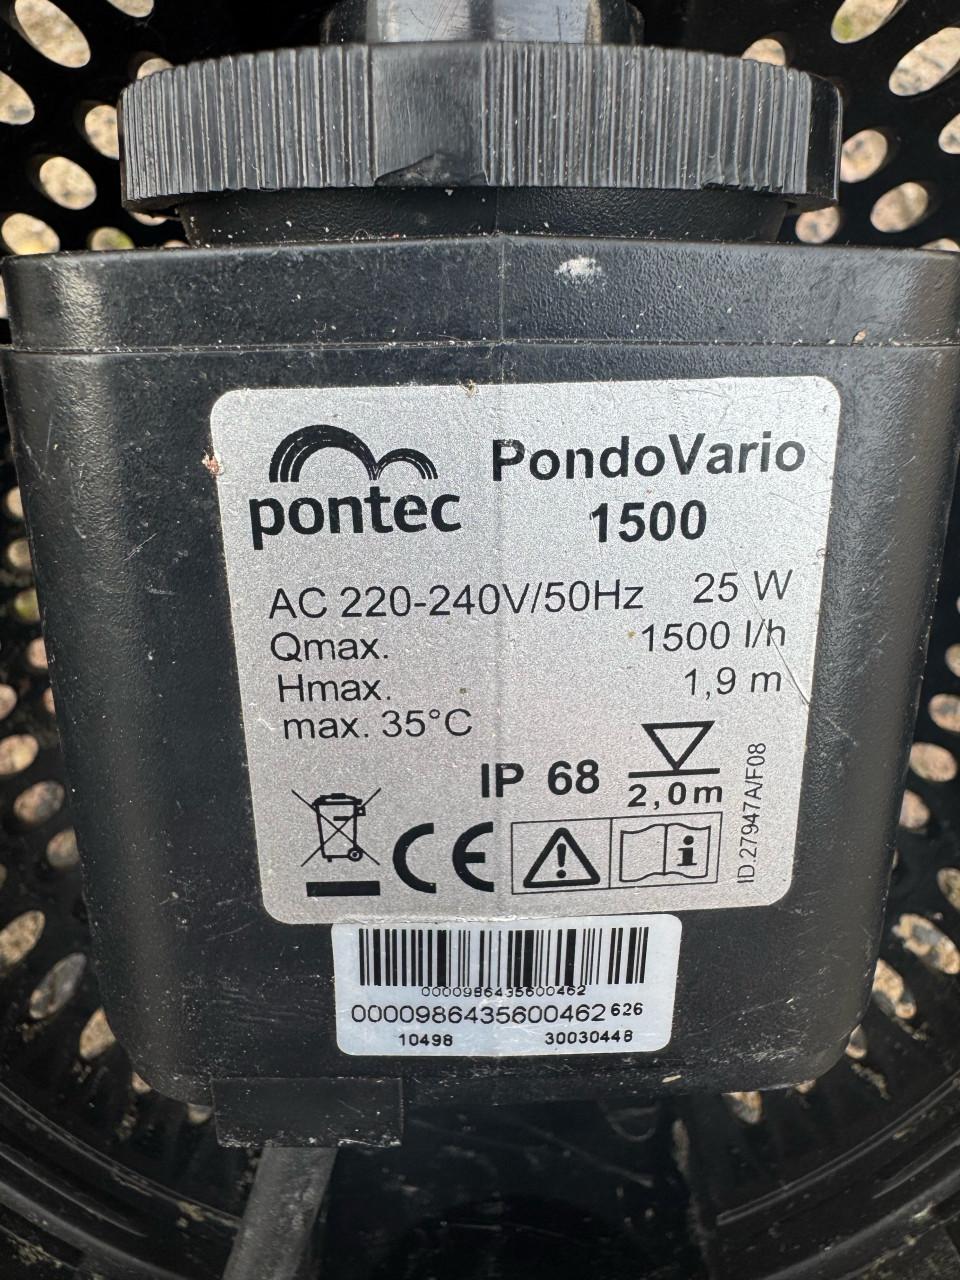 pontec
PondoVario
1500
AC 220-240V/50Hz 25 W
Qmax. 1500 l/h
Hmax. 1,9 m
max. 35°C
IP 68
2,0m
CE
i
ID.27947A/F08
0000986435600462
0000986435600462 626
10498 30030448